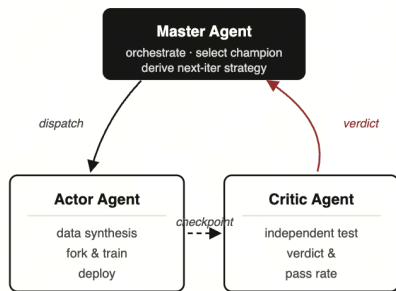 Master Agent
orchestrate · select champion
derive next-iter strategy
dispatch
verdict
Actor Agent
data synthesis
fork & train
deploy
checkpoint
Critic Agent
independent test
verdict &
pass rate